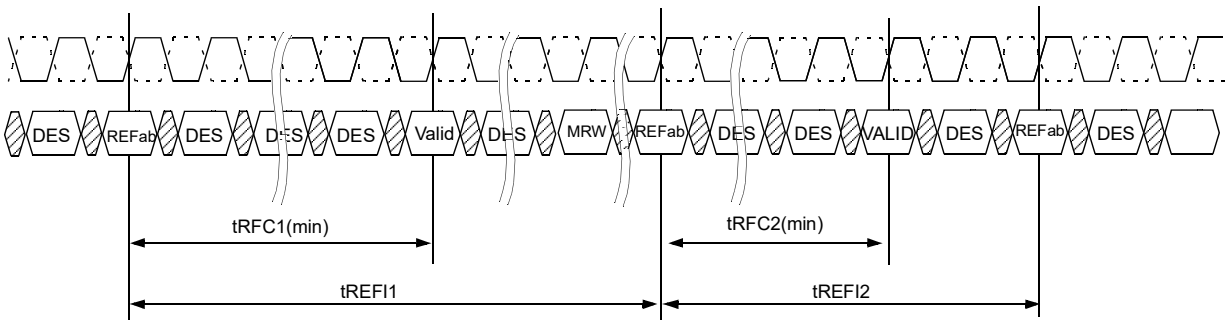 DES REFab DES DES DES Valid DES MRW REFab DES DES VALID DES REFab DES
tRFC1(min) tRFC2(min)
tREFI1 tREFI2